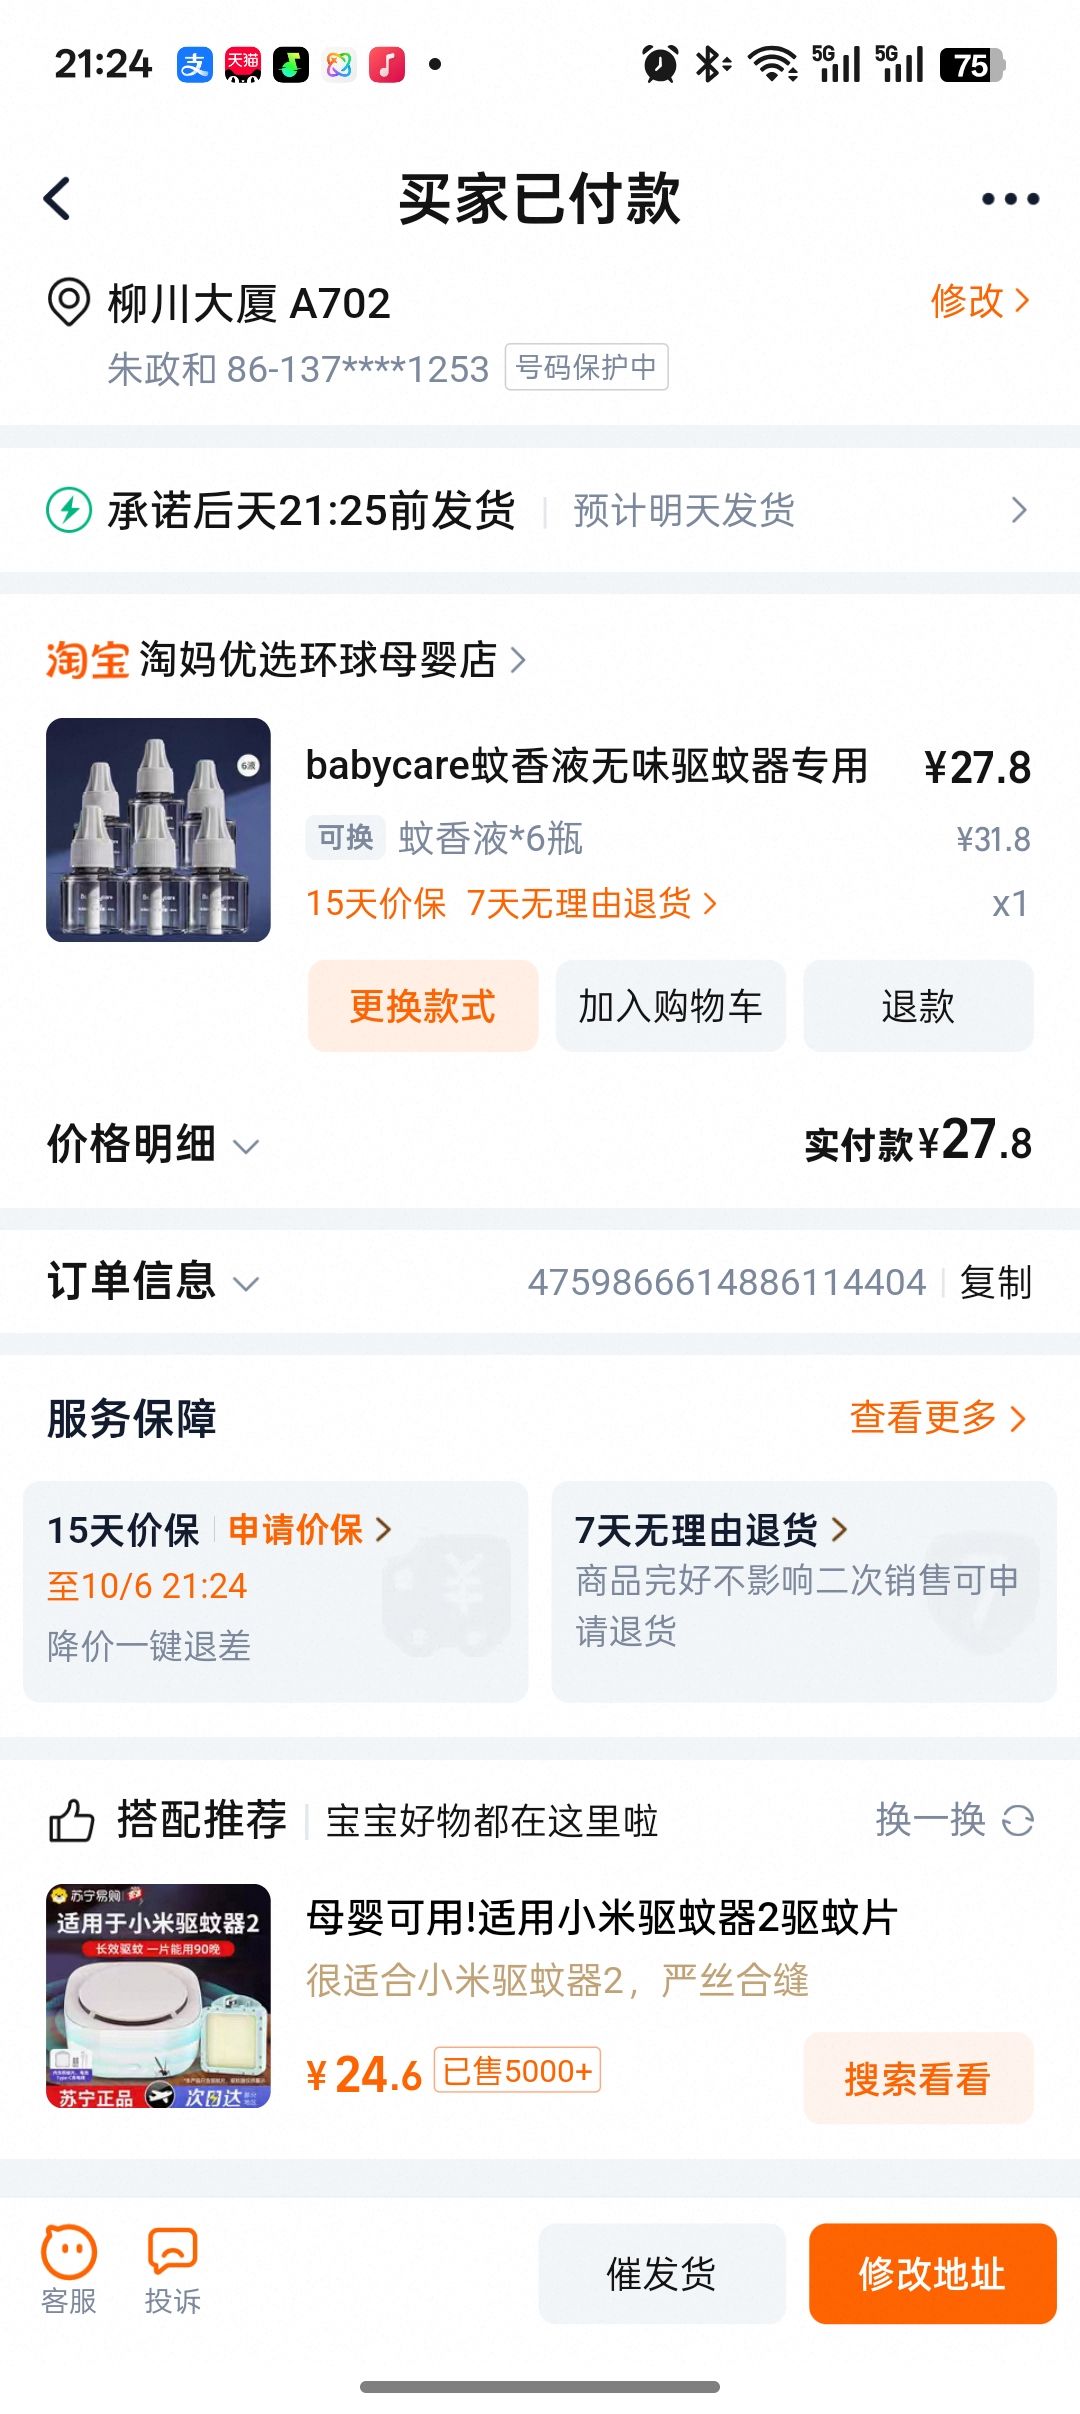 21:24
支
天猫
5G
5G
75
买家已付款
柳川大厦 A702
修改
朱政和 86-137****1253
号码保护中
承诺后天21:25前发货
预计明天发货
淘宝 淘妈优选环球母婴店
6液
babycare蚊香液无味驱蚊器专用
¥27.8
可换 蚊香液*6瓶
¥31.8
15天价保 7天无理由退货
x1
更换款式
加入购物车
退款
价格明细
实付款¥27.8
订单信息
4759866614886114404
复制
服务保障
查看更多
15天价保
申请价保
至10/6 21:24
降价一键退差
7天无理由退货
商品完好不影响二次销售可申
请退货
搭配推荐
宝宝好物都在这里啦
换一换
苏宁易购
适用于小米驱蚊器2
长效驱蚊 一片能用90晚
苏宁正品
次日达
母婴可用!适用小米驱蚊器2驱蚊片
很适合小米驱蚊器2，严丝合缝
¥24.6
已售5000+
搜索看看
客服
投诉
催发货
修改地址